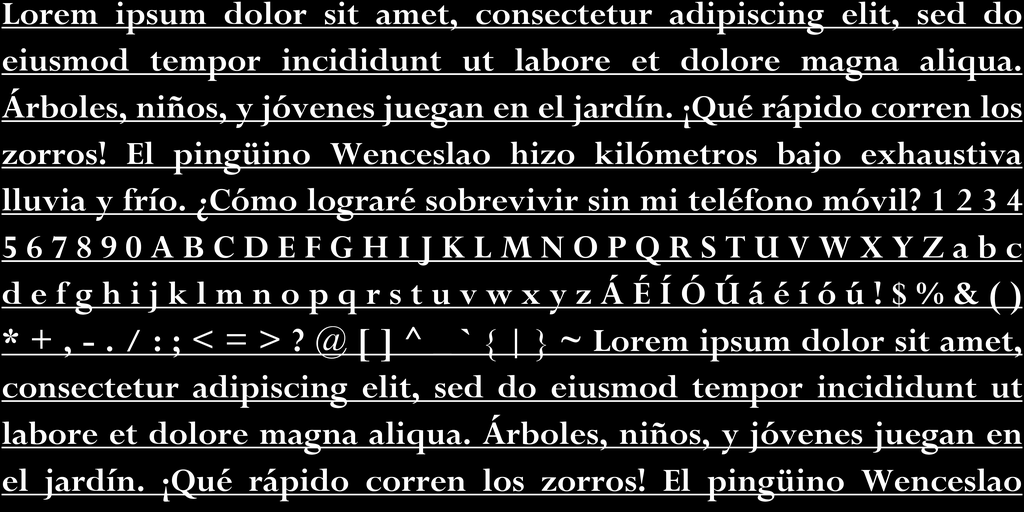 Lorem ipsum dolor sit amet, consectetur adipiscing elit, sed do
eiusmod tempor incididunt ut labore et dolore magna aliqua.
Árboles, niños, y jóvenes juegan en el jardín. ¡Qué rápido corren los
zorros! El pingüino Wenceslao hizo kilómetros bajo exhaustiva
lluvia y frío. ¿Cómo lograré sobrevivir sin mi teléfono móvil? 1 2 3 4
5 6 7 8 9 0 A B C D E F G H I J K L M N O P Q R S T U V W X Y Z a b c
d e f g h i j k l m n o p q r s t u v w x y z Á É Í Ó Ú á é í ó ú ! $ % & ( )
* + , - . / : ; < = > ? @ [ ] ^ _ ` { | } ~ Lorem ipsum dolor sit amet,
consectetur adipiscing elit, sed do eiusmod tempor incididunt ut
labore et dolore magna aliqua. Árboles, niños, y jóvenes juegan en
el jardín. ¡Qué rápido corren los zorros! El pingüino Wenceslao